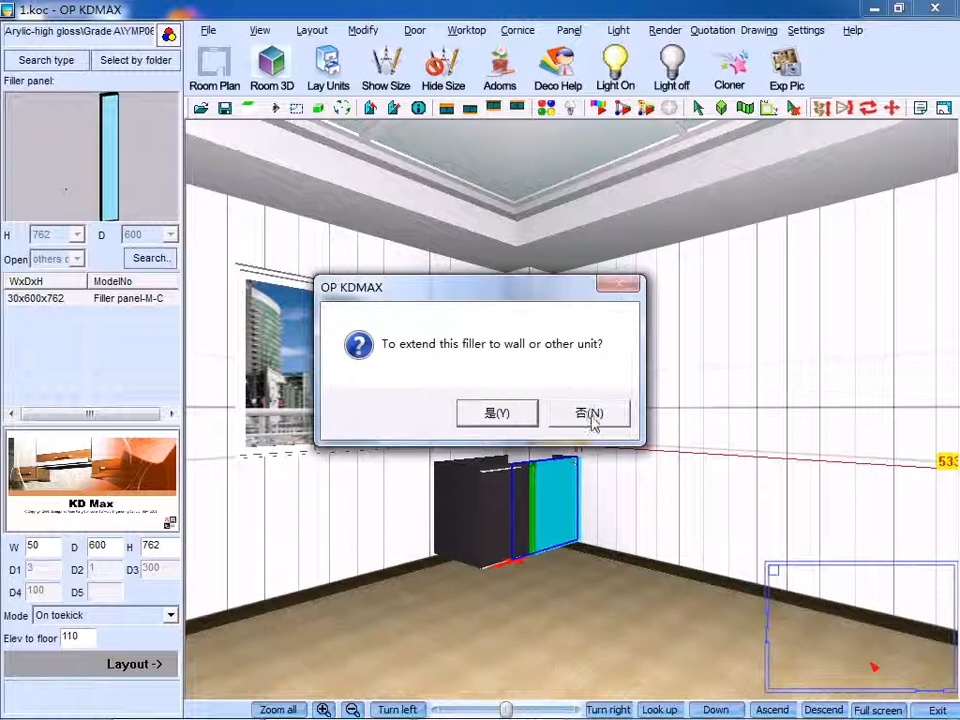 1.koc - OP KDMAX
Arylic-high gloss\Grade A\YMP06
File View Layout Modify Door Worktop Cornice Panel Light Render Quotation Drawing Settings Help
Search type Select by folder
Room Plan Room 3D Lay Units Show Size Hide Size Adorns Deco Help Light On Light off Cloner Exp Pic
Filler panel:
H 762 D 600
Open others Search..
WxDxH ModelNo
30x600x762 Filler panel-M-C
OP KDMAX
To extend this filler to wall or other unit?
是(Y) 否(N)
533
KD Max
W 50 D 600 H 762
D1 3 D2 1 D3 300
D4 100 D5
Mode On toekick
Elev to floor 110
Layout ->
Zoom all Turn left Turn right Look up Down Ascend Descend Full screen Exit